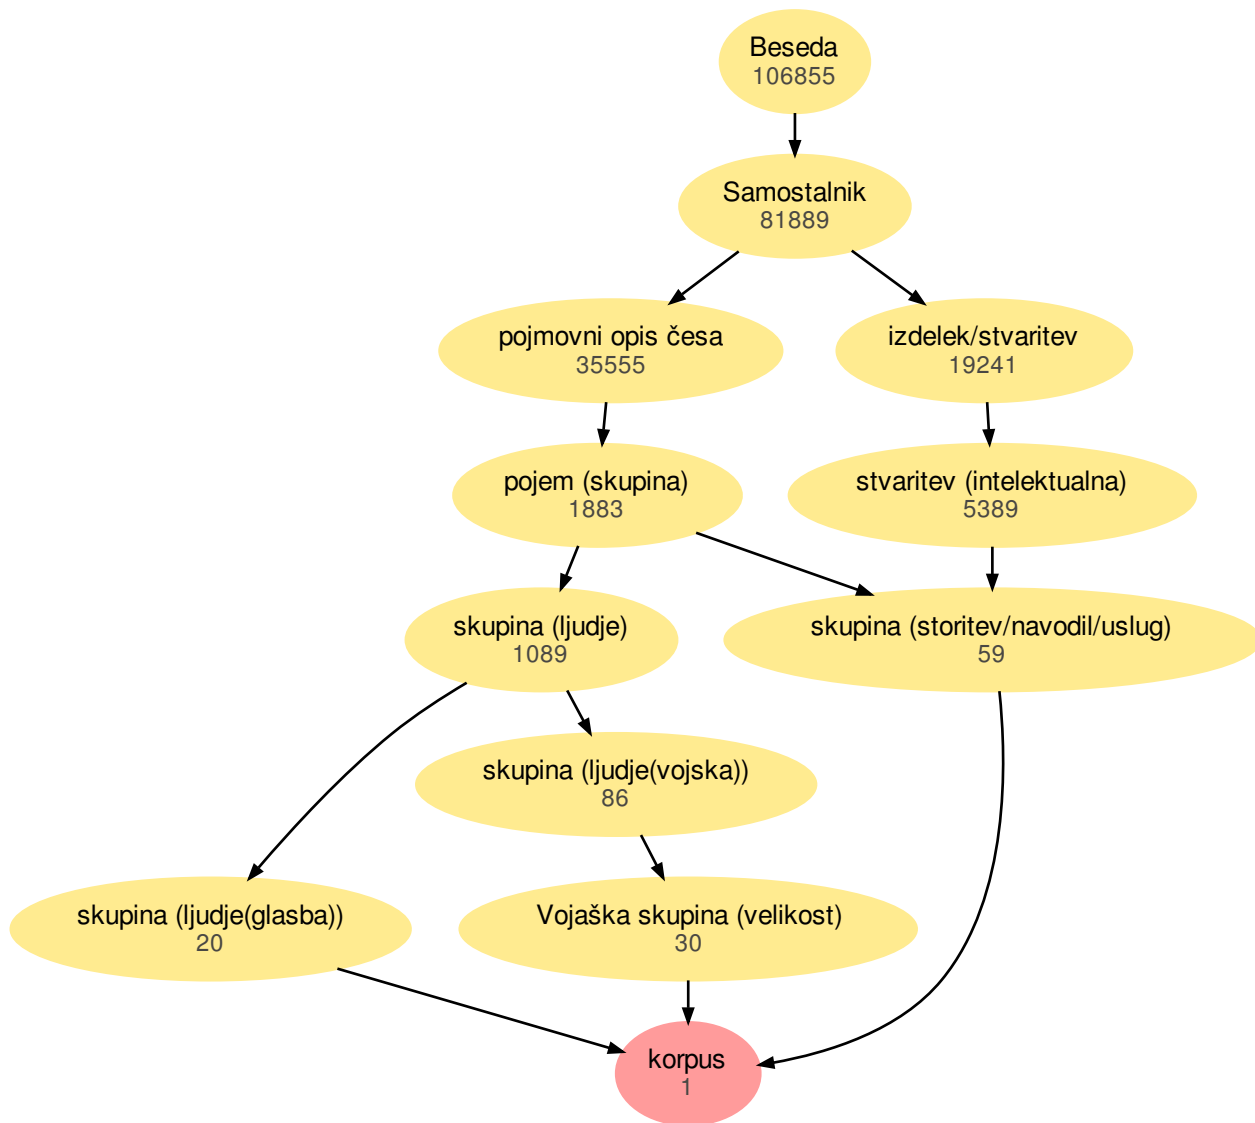 Beseda
106855
Samostalnik
81889
pojmovni opis česa
35555
izdelek/stvaritev
19241
pojem (skupina)
1883
stvaritev (intelektualna)
5389
skupina (ljudje)
1089
skupina (storitev/navodil/uslug)
59
skupina (ljudje(vojska))
86
skupina (ljudje(glasba))
20
Vojaška skupina (velikost)
30
korpus
1